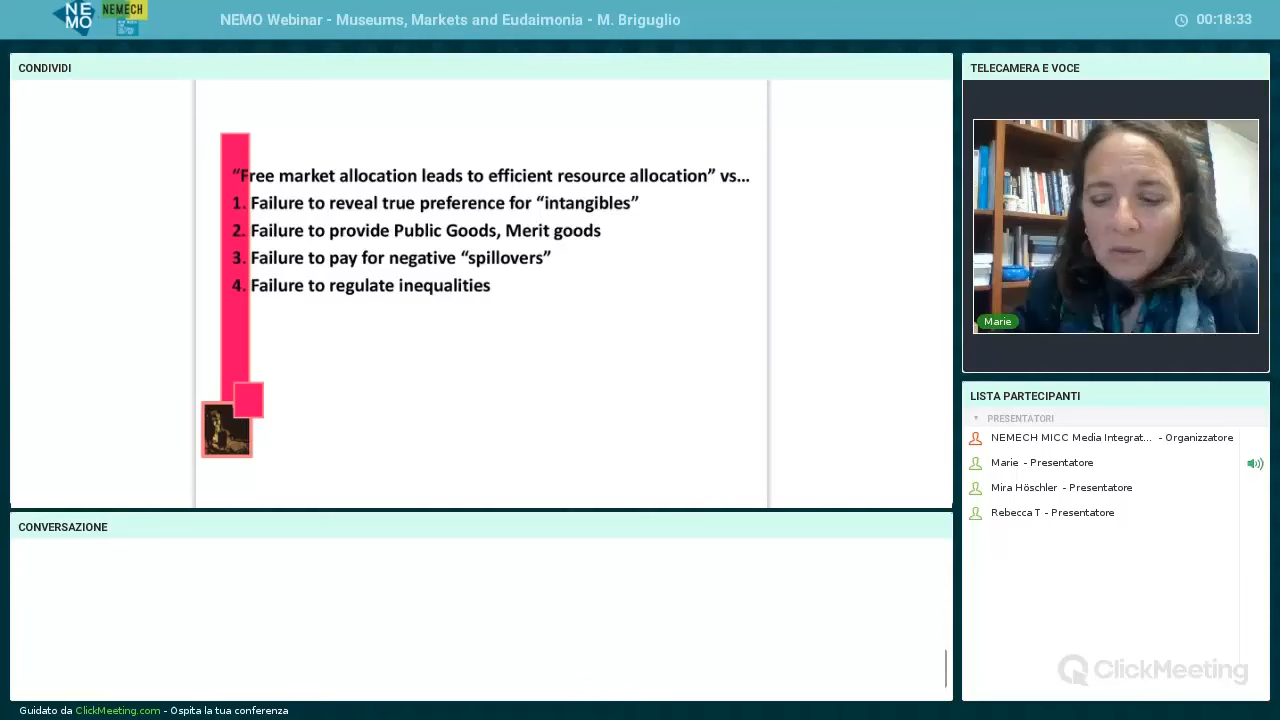 NE
MO
NEMECH
NEMO Webinar - Museums, Markets and Eudaimonia - M. Briguglio
00:18:33
CONDIVIDI
“Free market allocation leads to efficient resource allocation” vs...
1. Failure to reveal true preference for “intangibles”
2. Failure to provide Public Goods, Merit goods
3. Failure to pay for negative “spillovers”
4. Failure to regulate inequalities
TELECAMERA E VOCE
Marie
LISTA PARTECIPANTI
PRESENTATORI
NEMECH MICC Media Integrat... - Organizzatore
Marie - Presentatore
Mira Höschler - Presentatore
Rebecca T - Presentatore
CONVERSAZIONE
ClickMeeting
Guidato da ClickMeeting.com - Ospita la tua conferenza